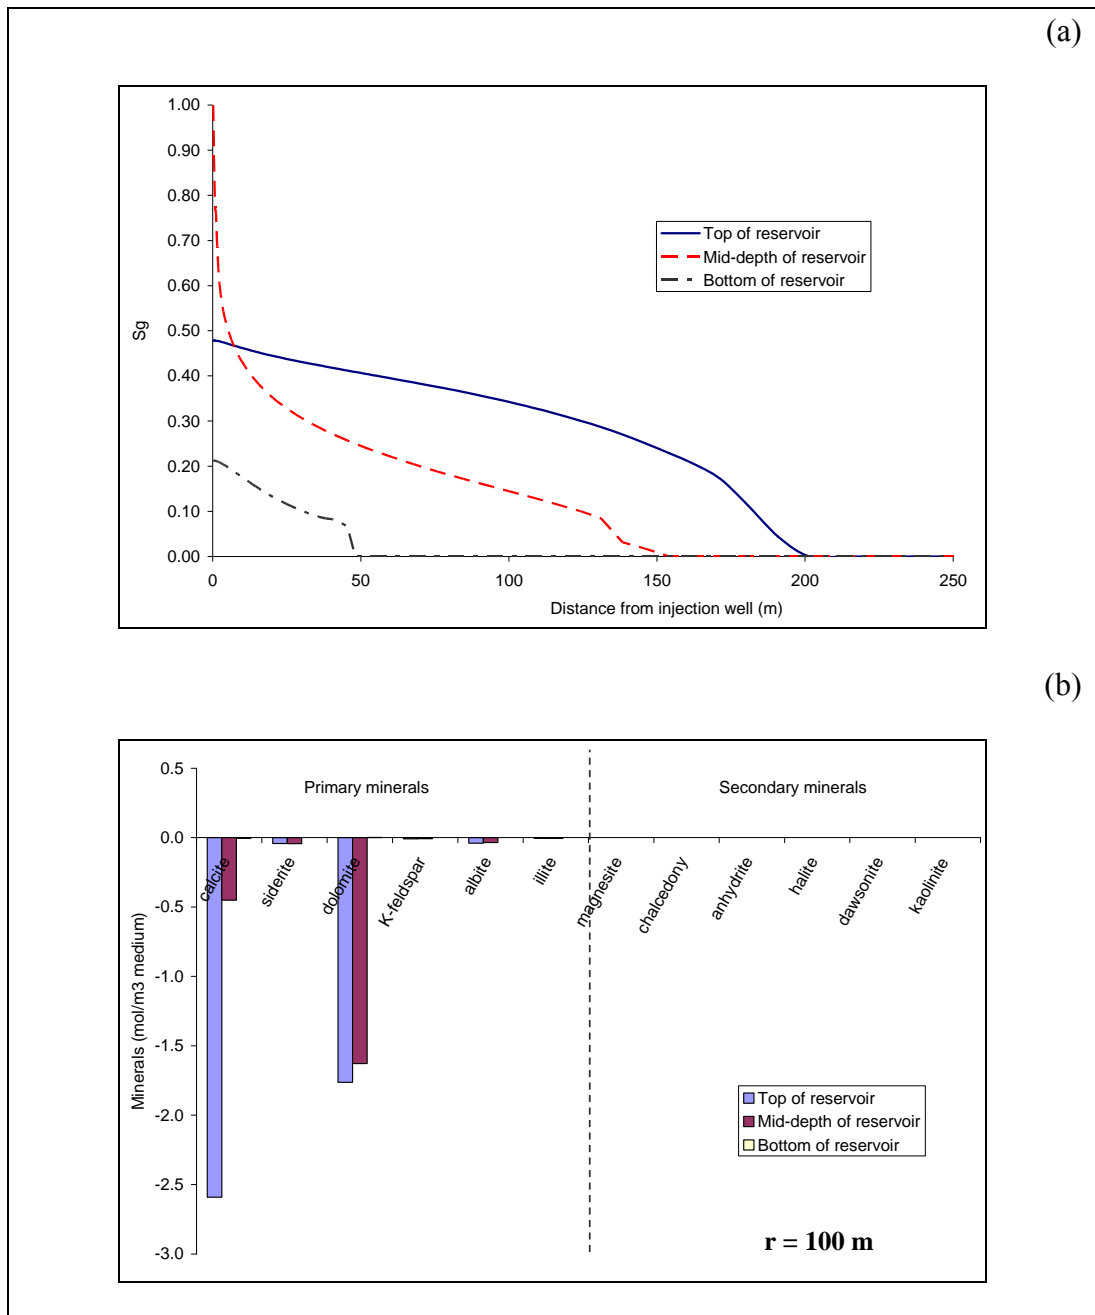 (a)
1.00
0.90
0.80
0.70
0.60
0.50
0.40
0.30
0.20
0.10
0.00
Sg
Top of reservoir
Mid-depth of reservoir
Bottom of reservoir
0 50 100 150 200 250
Distance from injection well (m)
(b)
0.5
0.0
-0.5
-1.0
-1.5
-2.0
-2.5
-3.0
Minerals (mol/m3 medium)
Primary minerals
Secondary minerals
calcite
siderite
dolomite
K-feldspar
albite
illite
magnesite
chalcedony
anhydrite
halite
dawsonite
kaolinite
Top of reservoir
Mid-depth of reservoir
Bottom of reservoir
r = 100 m